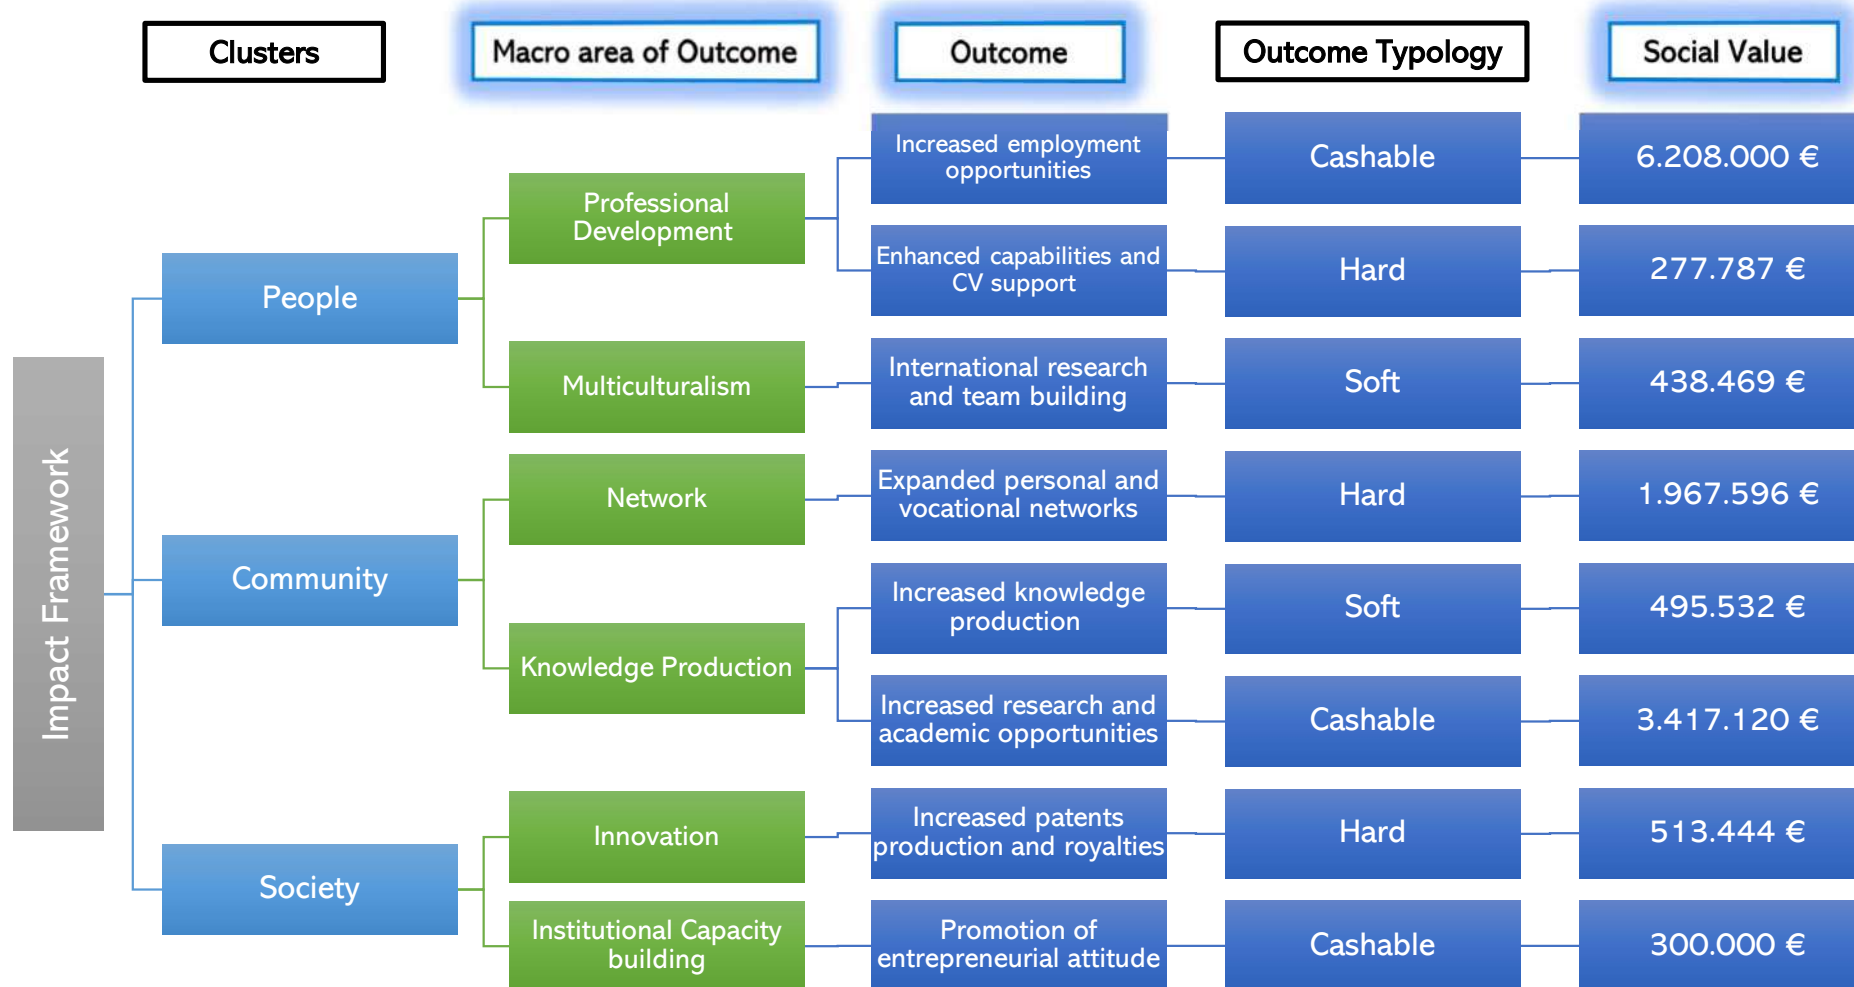 Clusters
Macro area of Outcome
Outcome
Outcome Typology
Social Value
Impact Framework
People
Professional
Development
Increased employment
opportunities
Cashable
6.208.000 €
Enhanced capabilities and
CV support
Hard
277.787 €
Multiculturalism
International research
and team building
Soft
438.469 €
Community
Network
Expanded personal and
vocational networks
Hard
1.967.596 €
Knowledge Production
Increased knowledge
production
Soft
495.532 €
Increased research and
academic opportunities
Cashable
3.417.120 €
Society
Innovation
Increased patents
production and royalties
Hard
513.444 €
Institutional Capacity
building
Promotion of
entrepreneurial attitude
Cashable
300.000 €